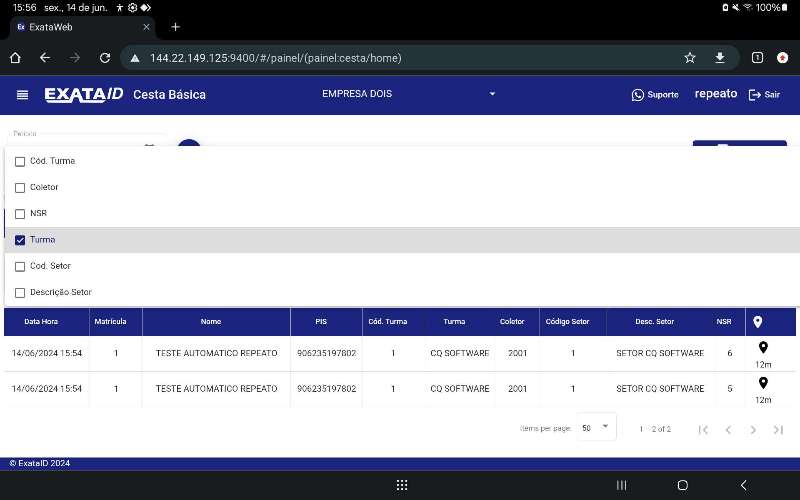 15:56 sex., 14 de jun. 100%
Ex ExataWeb
144.22.149.125:9400/#/painel/(painel:cesta/home) 1
EXATAID Cesta Básica EMPRESA DOIS Suporte repeato Sair
Período
Cód. Turma
Coletor
NSR
Turma
Cod. Setor
Descrição Setor
Data Hora Matrícula Nome PIS Cód. Turma Turma Coletor Código Setor Desc. Setor NSR
14/06/2024 15:54 1 TESTE AUTOMATICO REPEATO 906235197802 1 CQ SOFTWARE 2001 1 SETOR CQ SOFTWARE 6 12m
14/06/2024 15:54 1 TESTE AUTOMATICO REPEATO 906235197802 1 CQ SOFTWARE 2001 1 SETOR CQ SOFTWARE 5 12m
Items per page: 50 1 – 2 of 2
© ExataID 2024